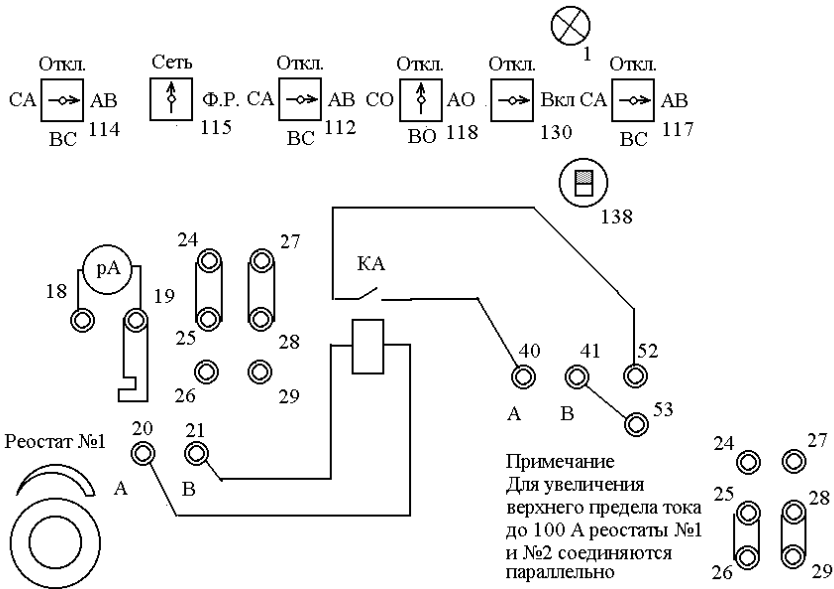 1
Откл. Сеть Откл. Откл. Откл. Откл.
СА АВ Ф.Р. СА АВ СО АО Вкл СА АВ
114 115 112 118 130 117
ВС ВС ВО ВС
138
24 27
КА
рА
18 19
25 28
40 41 52
26 29
А В 53
20 21
Реостат №1
А В
Примечание
Для увеличения
верхнего предела тока
до 100 А реостаты №1
и №2 соединяются
параллельно
24 27
25 28
26 29